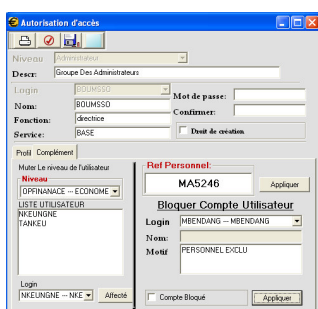 Autorisation d'accès
Niveau Administrateur
Descr: Groupe Des Administrateurs
Login BOUMSSO
Mot de passe:
Nom: BOUMSSO
Confirmer:
Fonction: directrice
Service: BASE
Droit de création
Profil Complément
Muter Le niveau de l'utilisateur
Niveau
OPFINANACE -- ECONOME
LISTE UTILISATEUR
NKEUNGNE
TANKEU
Login
NKEUNGNE -- NKE Affecté
Ref Personnel:
MA5246 Appliquer
Bloquer Compte Utilisateur
Login MBENDANG -- MBENDANG
Nom:
Motif PERSONNEL EXCLU
Compte Bloqué Appliquer